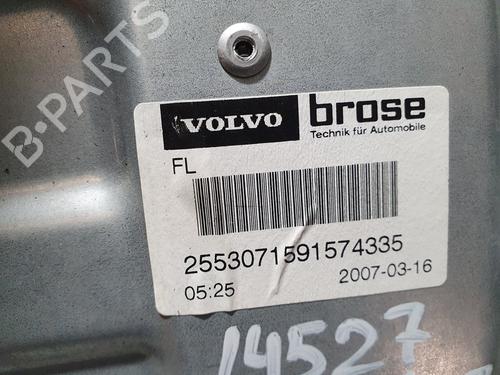 B-PARTS
VOLVO
brose
Technik für Automobile
FL
2553071591574335
05:25
2007-03-16
14527